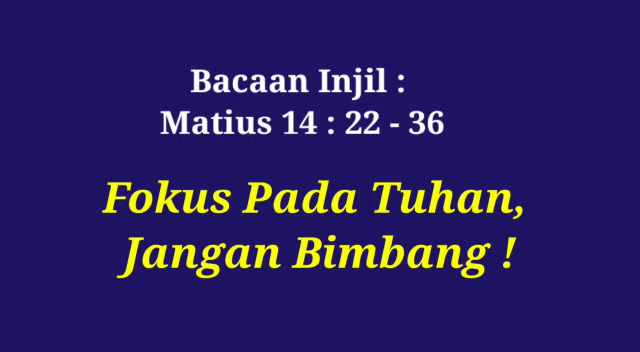 Bacaan Injil :
Matius 14 : 22 - 36
Fokus Pada Tuhan,
Jangan Bimbang !